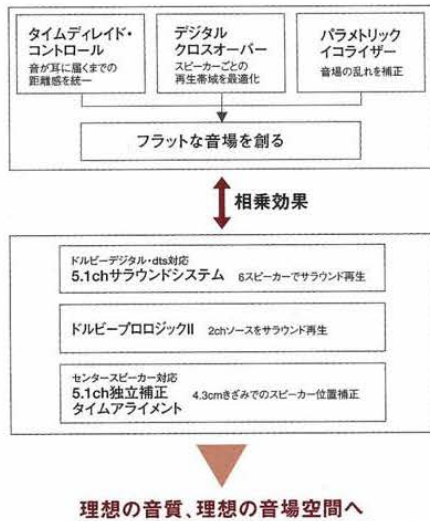 タイムディレイド・
コントロール
音が耳に届くまでの
距離感を統一
デジタル
クロスオーバー
スピーカーごとの
再生帯域を最適化
パラメトリック
イコライザー
音場の乱れを補正
フラットな音場を創る
相乗効果
ドルビーデジタル・dts対応
5.1chサラウンドシステム 6スピーカーでサラウンド再生
ドルビープロロジックII 2chソースをサラウンド再生
センタースピーカー対応
5.1ch独立補正
タイムアライメント 4.3cmきざみでのスピーカー位置補正
理想の音質、理想の音場空間へ